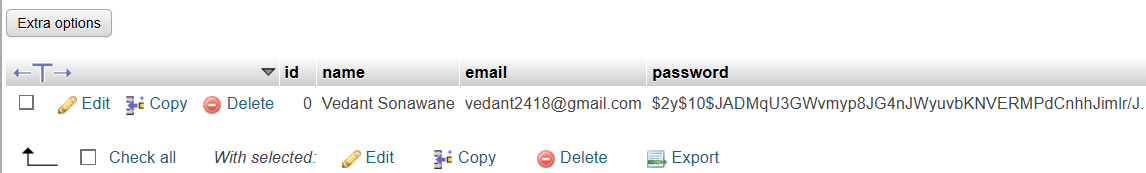 Extra options
id name email password
Edit Copy Delete 0 Vedant Sonawane vedant2418@gmail.com $2y$10$JADMqU3GWvmyp8JG4nJWyuvbKNVERMPdCnhhJimlr/J.
Check all With selected: Edit Copy Delete Export